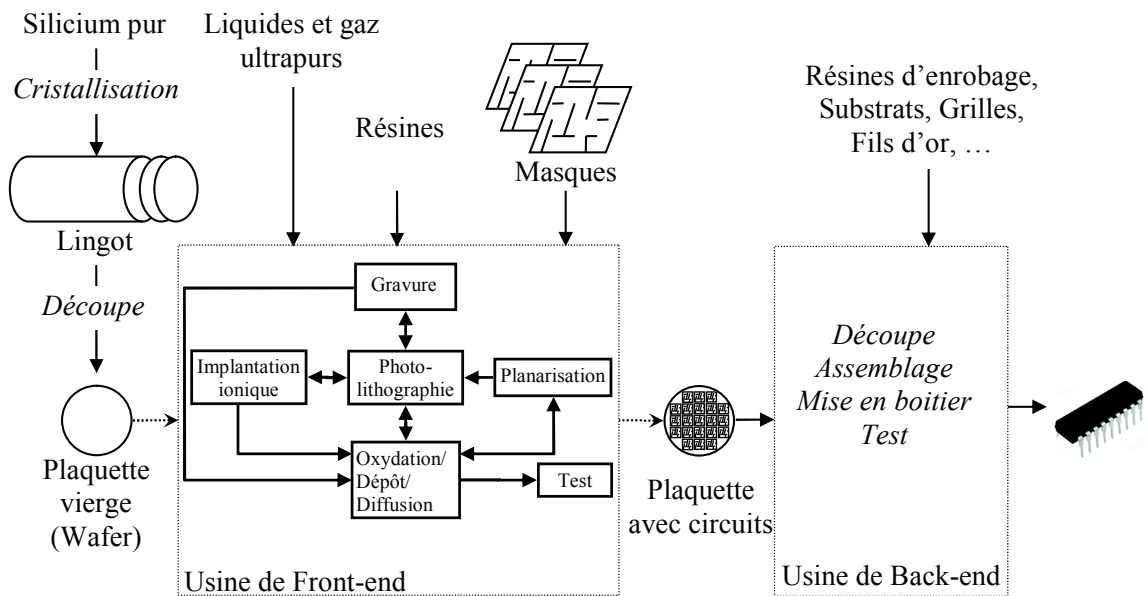 Silicium pur
Cristallisation
Lingot
Découpe
Plaquette
vierge
(Wafer)
Liquides et gaz
ultrapurs
Résines
Masques
Gravure
Implantation
ionique
Photo-
lithographie
Planarisation
Oxydation/
Dépôt/
Diffusion
Test
Usine de Front-end
Plaquette
avec circuits
Résines d’enrobage,
Substrats, Grilles,
Fils d’or, …
Découpe
Assemblage
Mise en boitier
Test
Usine de Back-end